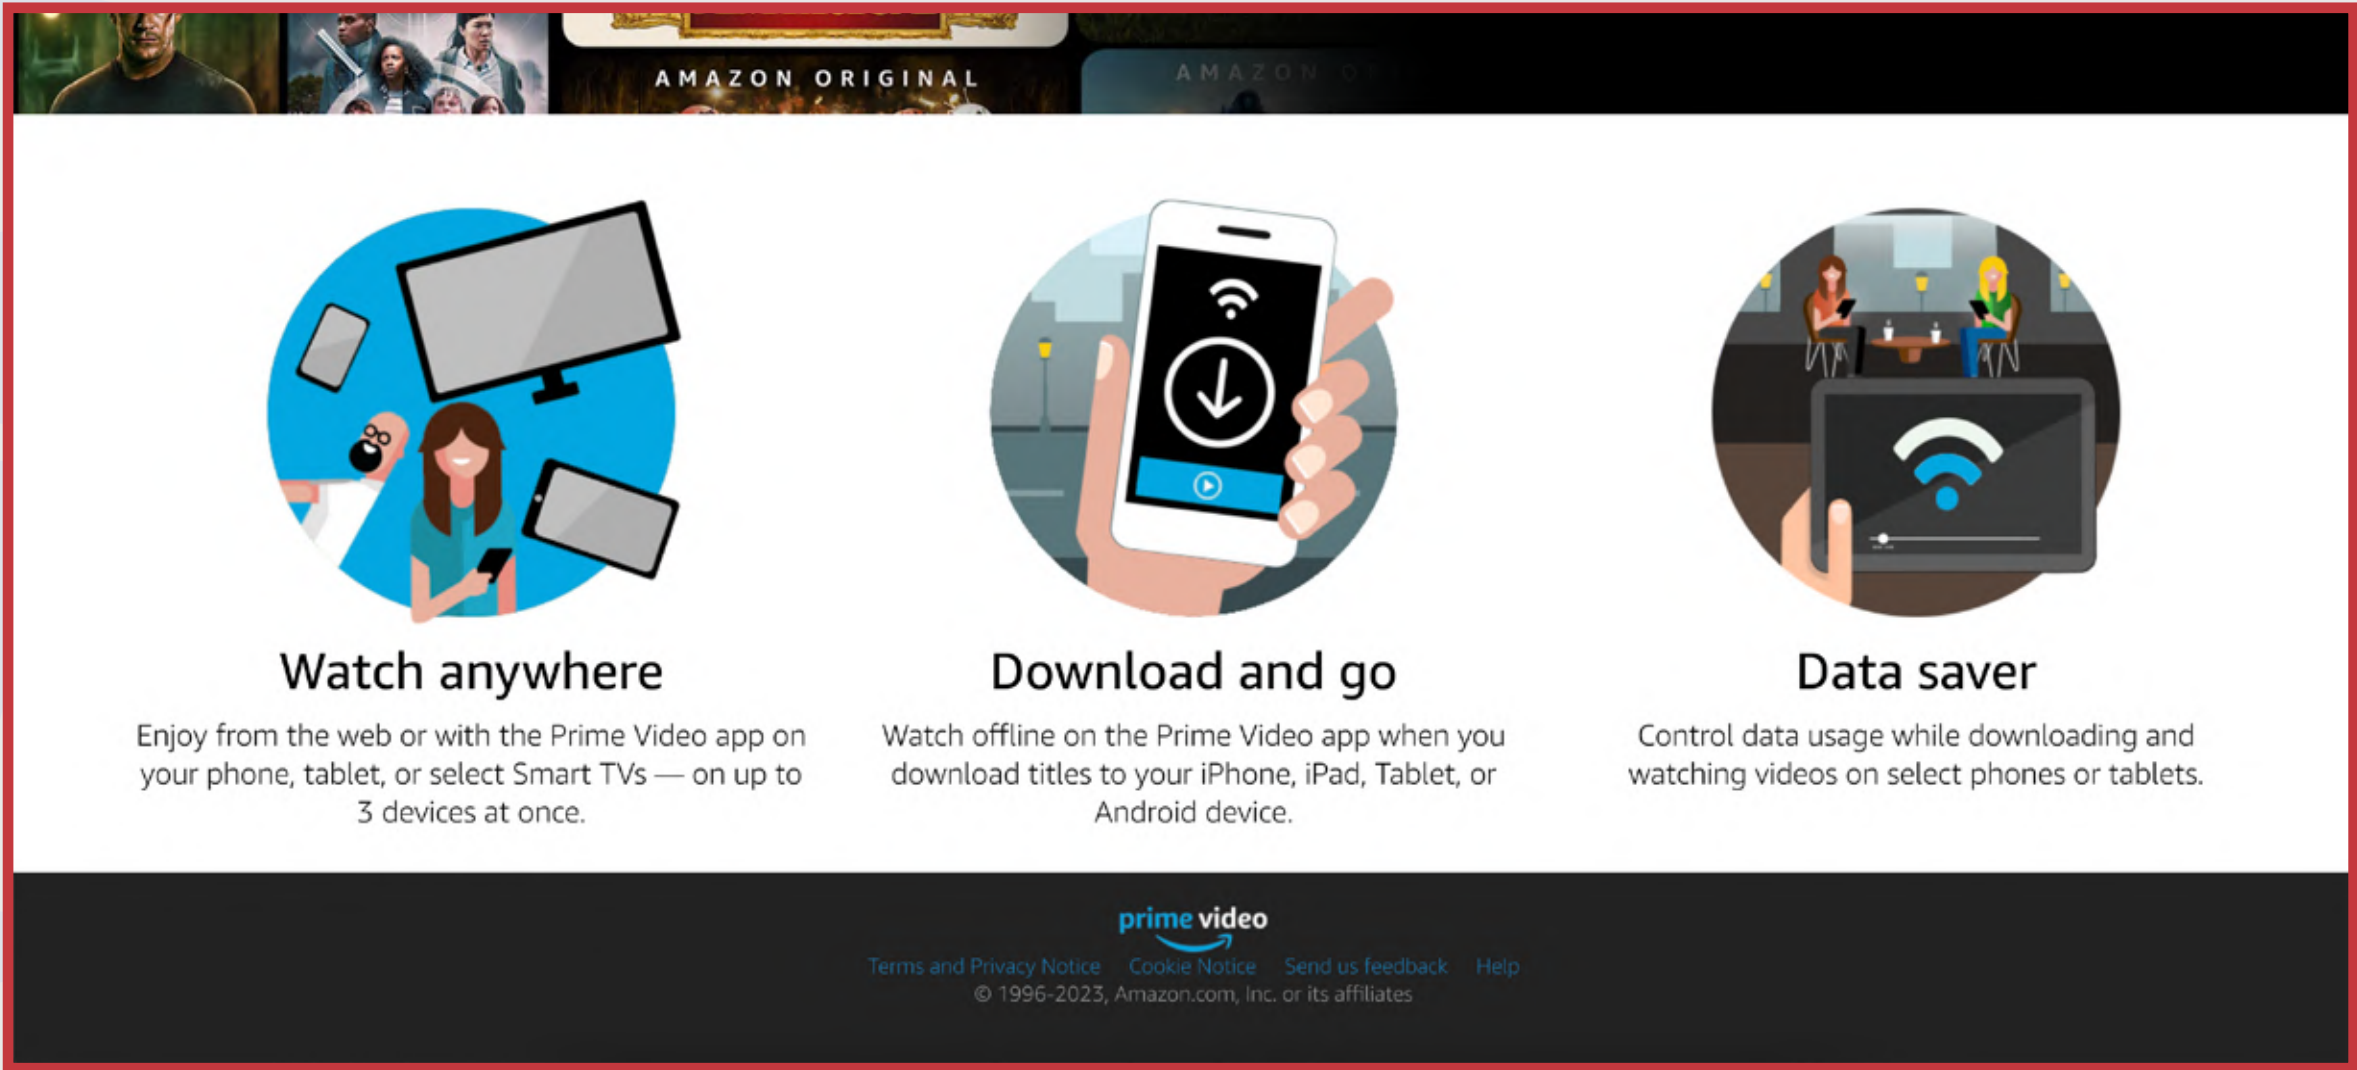 AMAZON ORIGINAL
AMAZON OR
Watch anywhere
Enjoy from the web or with the Prime Video app on
your phone, tablet, or select Smart TVs — on up to
3 devices at once.
Download and go
Watch offline on the Prime Video app when you
download titles to your iPhone, iPad, Tablet, or
Android device.
Data saver
Control data usage while downloading and
watching videos on select phones or tablets.
prime video
Terms and Privacy Notice Cookie Notice Send us feedback Help
© 1996-2023, Amazon.com, Inc. or its affiliates